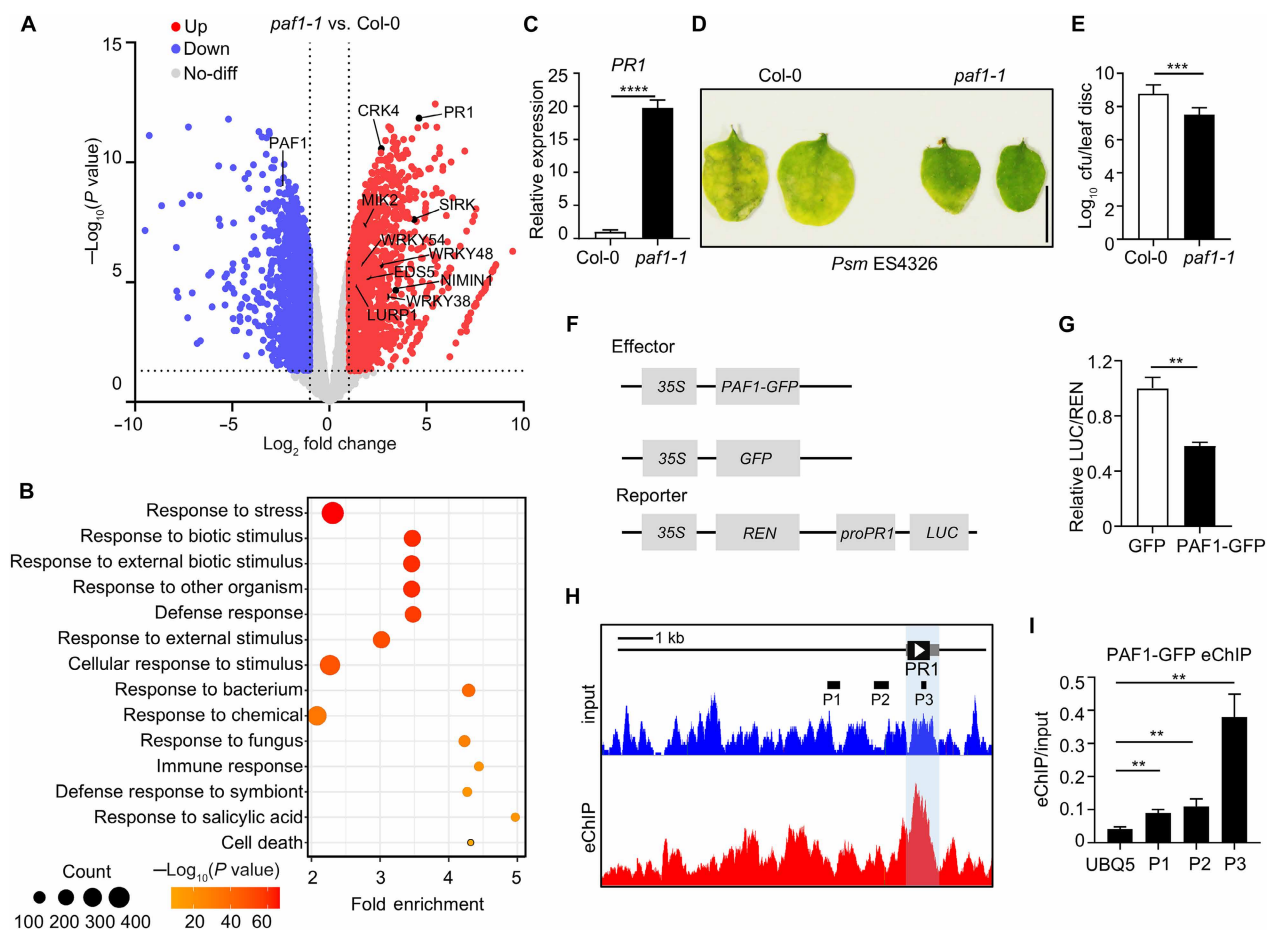 A
paf1-1 vs. Col-0
Up
Down
No-diff
15
10
5
0
−Log10(P value)
PAF1
CRK4
PR1
MIK2
SIRK
WRKY54
WRKY48
EDS5
NIMIN1
WRKY38
LURP1
−10
−5
0
5
10
Log2 fold change
B
Response to stress
Response to biotic stimulus
Response to external biotic stimulus
Response to other organism
Defense response
Response to external stimulus
Cellular response to stimulus
Response to bacterium
Response to chemical
Response to fungus
Immune response
Defense response to symbiont
Response to salicylic acid
Cell death
2 3 4 5
Fold enrichment
Count
100 200 300 400
−Log10(P value)
20 40 60
C
PR1
****
25
20
15
10
5
0
Relative expression
Col-0 paf1-1
D
Col-0 paf1-1
Psm ES4326
E
***
10
8
6
4
2
0
Log10 cfu/leaf disc
Col-0 paf1-1
F
Effector
35S PAF1-GFP
35S GFP
Reporter
35S REN proPR1 LUC
G
**
1.2
0.8
0.4
0
Relative LUC/REN
GFP PAF1-GFP
H
1 kb
PR1
P1 P2 P3
input
eChIP
I
PAF1-GFP eChIP
**
**
**
0.5
0.4
0.3
0.2
0.1
0
eChIP/input
UBQ5 P1 P2 P3